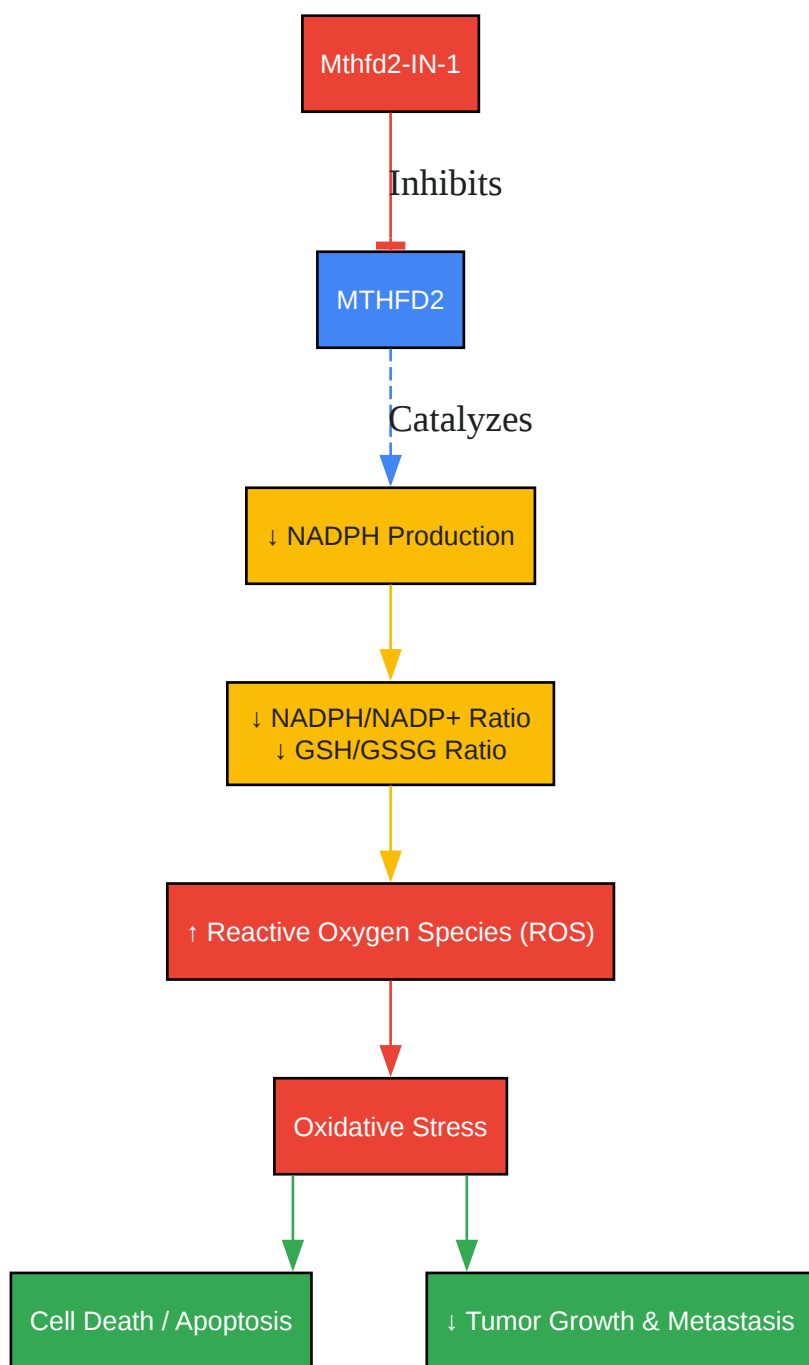 Mthfd2-IN-1
Inhibits
MTHFD2
Catalyzes
↓ NADPH Production
↓ NADPH/NADP+ Ratio
↓ GSH/GSSG Ratio
↑ Reactive Oxygen Species (ROS)
Oxidative Stress
Cell Death / Apoptosis
↓ Tumor Growth & Metastasis